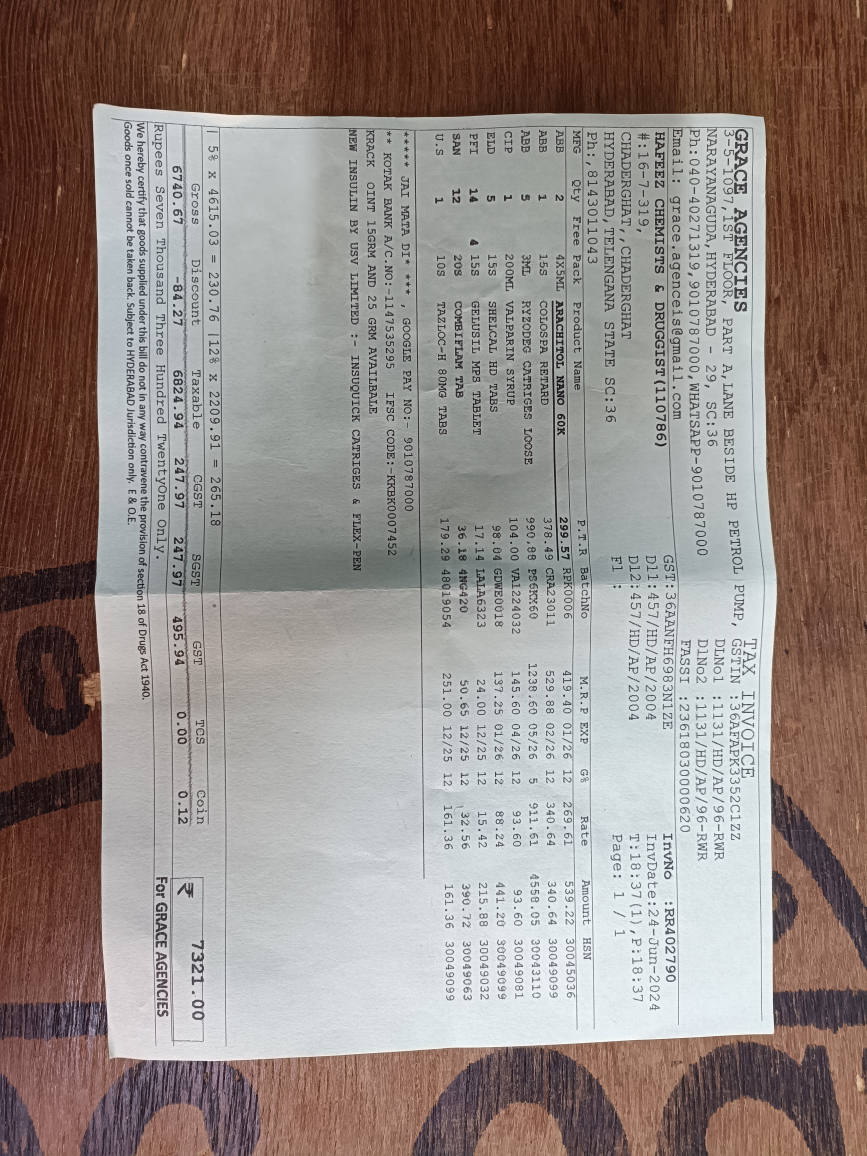 GRACE AGENCIES
TAX INVOICE
3-5-1097,1ST FLOOR, PART A,LANE BESIDE HP PETROL PUMP,
GSTIN :36AFAPK3352C1ZZ
NARAYANAGUDA,HYDERABAD - 29, SC:36
DLNo1 :1131/HD/AP/96-RWR
Ph:040-40271319,9010787000,WHATSAPP-9010787000
DlNo2 :1131/HD/AP/96-RWR
Email: grace.agenceis@gmail.com
FASSI :23618030000620
HAFEEZ CHEMISTS & DRUGGIST(110786)
GST:36AANFH6983N1ZE
InvNo :RR402790
#:16-7-319,
Dl1:457/HD/AP/2004
InvDate:24-Jun-2024
CHADERGHAT,,CHADERGHAT
Dl2:457/HD/AP/2004
T:18:37(1),P:18:37
HYDERABAD,TELENGANA STATE SC:36
Fl :
Page: 1 / 1
Ph:,8143011043
MFG Qty Free Pack Product Name P.T.R BatchNo M.R.P EXP G% Rate Amount HSN
ABB 2 4X5ML ARACHITOL NANO 60K 299.57 RPK0006 419.40 01/26 12 269.61 539.22 30045036
ABB 1 15S COLOSPA RETARD 378.49 CRA23011 529.88 02/26 12 340.64 340.64 30049099
ABB 5 3ML RYZODEG CATRIGES LOOSE 990.88 PS6KX60 1238.60 05/26 5 911.61 4558.05 30043110
CIP 1 200ML VALPARIN SYRUP 104.00 VA1224032 145.60 04/26 12 93.60 93.60 30049081
ELD 5 15S SHELCAL HD TABS 98.04 GDWE0018 137.25 01/26 12 88.24 441.20 30049099
PFI 14 4 15S GELUSIL MPS TABLET 17.14 LALA6323 24.00 12/25 12 15.42 215.88 30049032
SAN 12 20S COMBIFLAM TAB 36.18 4NG420 50.65 12/25 12 32.56 390.72 30049063
U.S 1 10S TAZLOC-H 80MG TABS 179.29 48019054 251.00 12/25 12 161.36 161.36 30049099
***** JAI MATA DI* *** , GOOGLE PAY NO:- 9010787000
** KOTAK BANK A/C.NO:-1147535295 IFSC CODE:-KKBK0007452
KRACK OINT 15GRM AND 25 GRM AVAILBALE
NEW INSULIN BY USV LIMITED :- INSUQUICK CATRIGES & FLEX-PEN
| 5% x 4615.03 = 230.76 |12% x 2209.91 = 265.18
Gross Discount Taxable CGST SGST GST TCS Coin
6740.67 -84.27 6824.94 247.97 247.97 495.94 0.00 0.12
₹ 7321.00
Rupees Seven Thousand Three Hundred TwentyOne Only.
For GRACE AGENCIES
We hereby certify that goods supplied under this bill do not in any way contravene the provision of section 18 of Drugs Act 1940.
Goods once sold cannot be taken back. Subject to HYDERABAD Jurisdiction only. E & O.E.